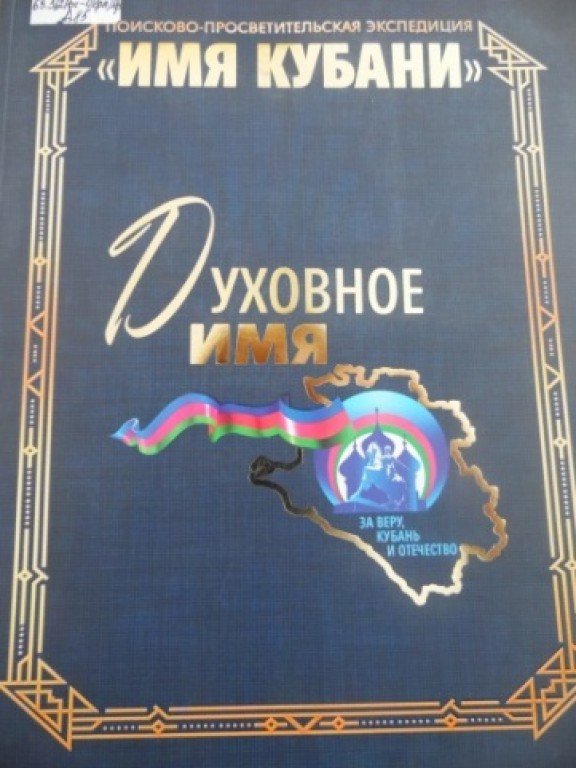 ПОИСКОВО-ПРОСВЕТИТЕЛЬСКАЯ ЭКСПЕДИЦИЯ
«ИМЯ КУБАНИ»
ДУХОВНОЕ
ИМЯ
ЗА ВЕРУ,
КУБАНЬ
И ОТЕЧЕСТВО